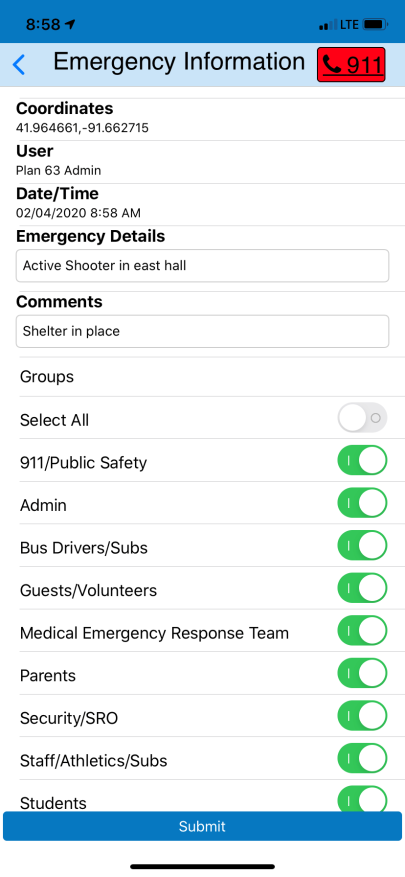 8:58 LTE
Emergency Information 911
Coordinates
41.964661,-91.662715
User
Plan 63 Admin
Date/Time
02/04/2020 8:58 AM
Emergency Details
Active Shooter in east hall
Comments
Shelter in place
Groups
Select All
911/Public Safety
Admin
Bus Drivers/Subs
Guests/Volunteers
Medical Emergency Response Team
Parents
Security/SRO
Staff/Athletics/Subs
Students
Submit